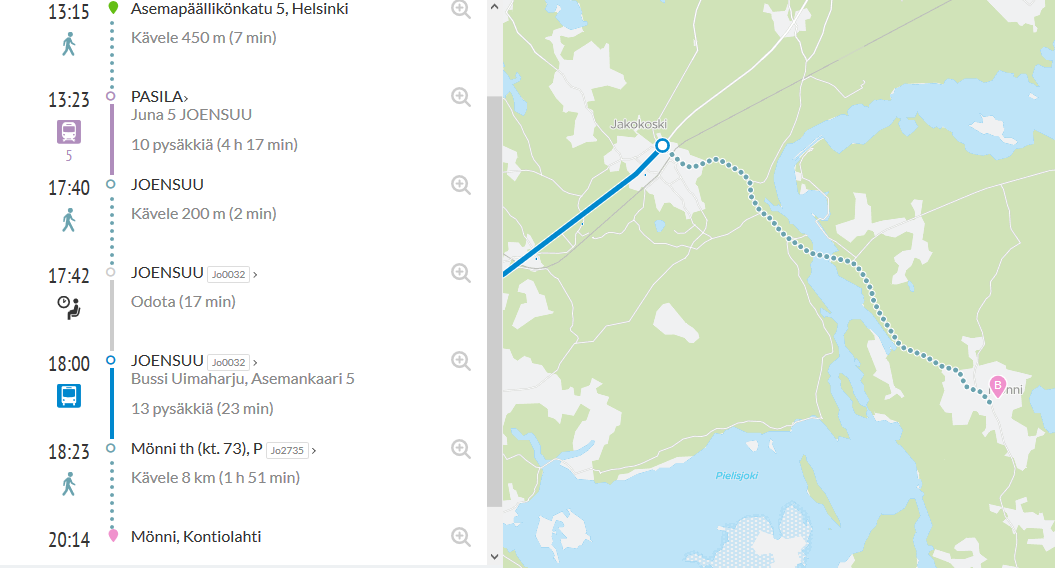 13:15
Asemapäällikönkatu 5, Helsinki
Kävele 450 m (7 min)
13:23
PASILA›
Juna 5 JOENSUU
5
10 pysäkkiä (4 h 17 min)
17:40
JOENSUU
Kävele 200 m (2 min)
17:42
JOENSUU Jo0032 ›
Odota (17 min)
18:00
JOENSUU Jo0032 ›
Bussi Uimaharju, Asemankaari 5
13 pysäkkiä (23 min)
18:23
Mönni th (kt. 73), P Jo2735 ›
Kävele 8 km (1 h 51 min)
20:14
Mönni, Kontiolahti
Jakokoski
B
Pielisjoki